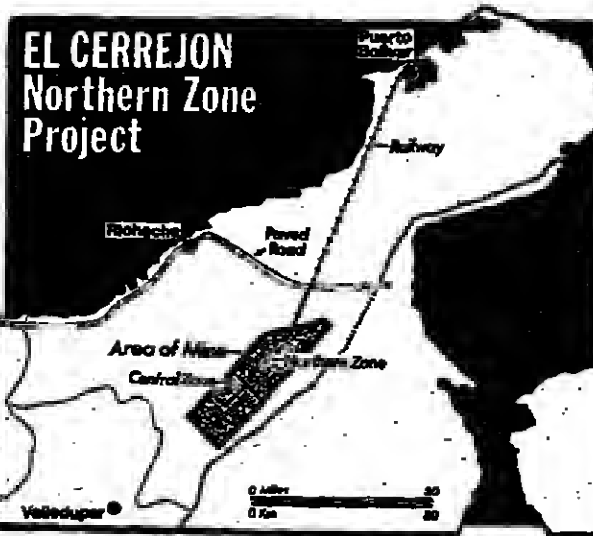 EL CERREJON
Northern Zone
Project
Puerto
Bolivar
Railway
Riohacha
Paved
Road
Area of Mine
Northern Zone
Central Zone
0 Miles
0 Km
Valledupar